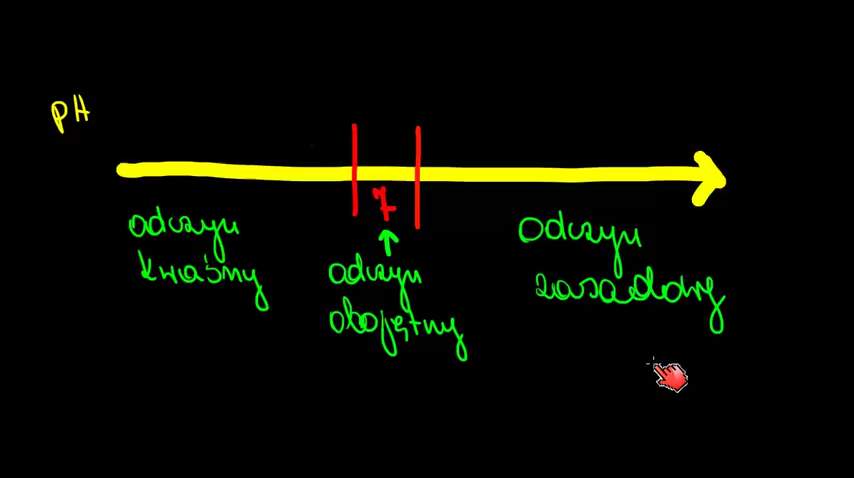 pH
7
odczyn
kwaśny
odczyn
obojętny
Odczyn
zasadowy